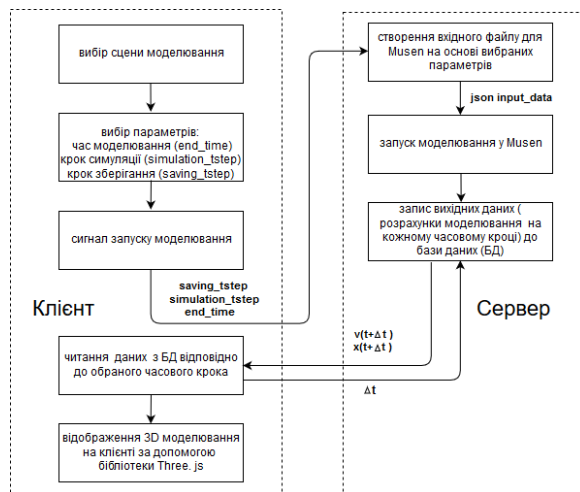 вибір сцени моделювання
вибір параметрів:
час моделювання (end_time)
крок симуляції (simulation_tstep)
крок зберігання (saving_tstep)
сигнал запуску моделювання
saving_tstep
simulation_tstep
end_time
Клієнт
читання даних з БД відповідно
до обраного часового крока
відображення 3D моделювання
на клієнті за допомогою
бібліотеки Three. js
створення вхідного файлу для
Musen на основі вибраних
параметрів
json input_data
запуск моделювання у Musen
запис вихідних даних (
розрахунки моделювання на
кожному часовому кроці) до
бази даних (БД)
Сервер
v(t+Δt )
x(t+Δt )
Δt